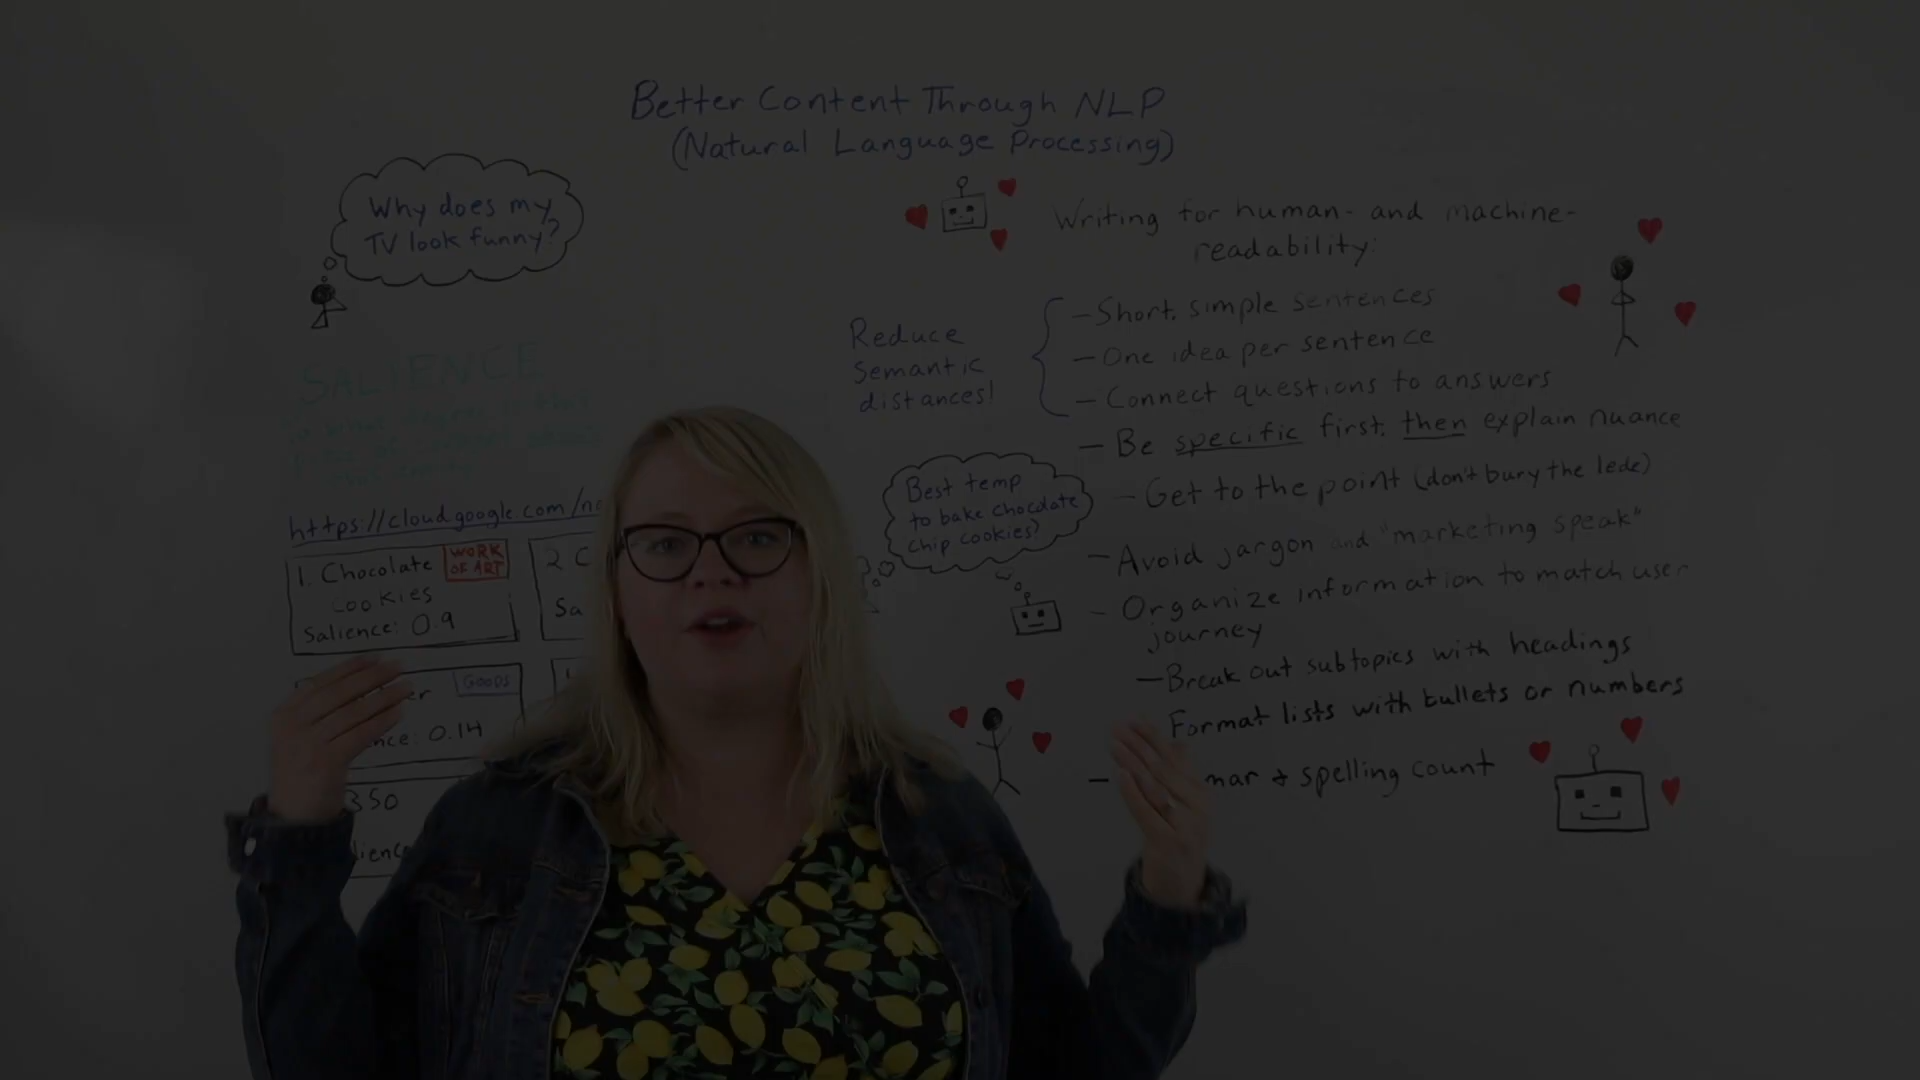 Better Content Through NLP
(Natural Language Processing)
Why does my
TV look funny?
Writing for human- and machine-
readability:
SALIENCE
Reduce
Semantic
distances!
- Short, simple sentences
- One idea per sentence
- Connect questions to answers
- Be specific first, then explain nuance
- Get to the point (don't bury the lede)
- Avoid jargon and "marketing speak"
- Organize information to match user
journey
- Break out subtopics with headings
Format lists with bullets or numbers
- mar & spelling count
https://cloud.google.com/
1. Chocolate
Cookies
Salience: 0.9
WORK
OF ART
2 C
Sa
GOODS
0.14
350
Best temp
to bake chocolate
chip cookies?